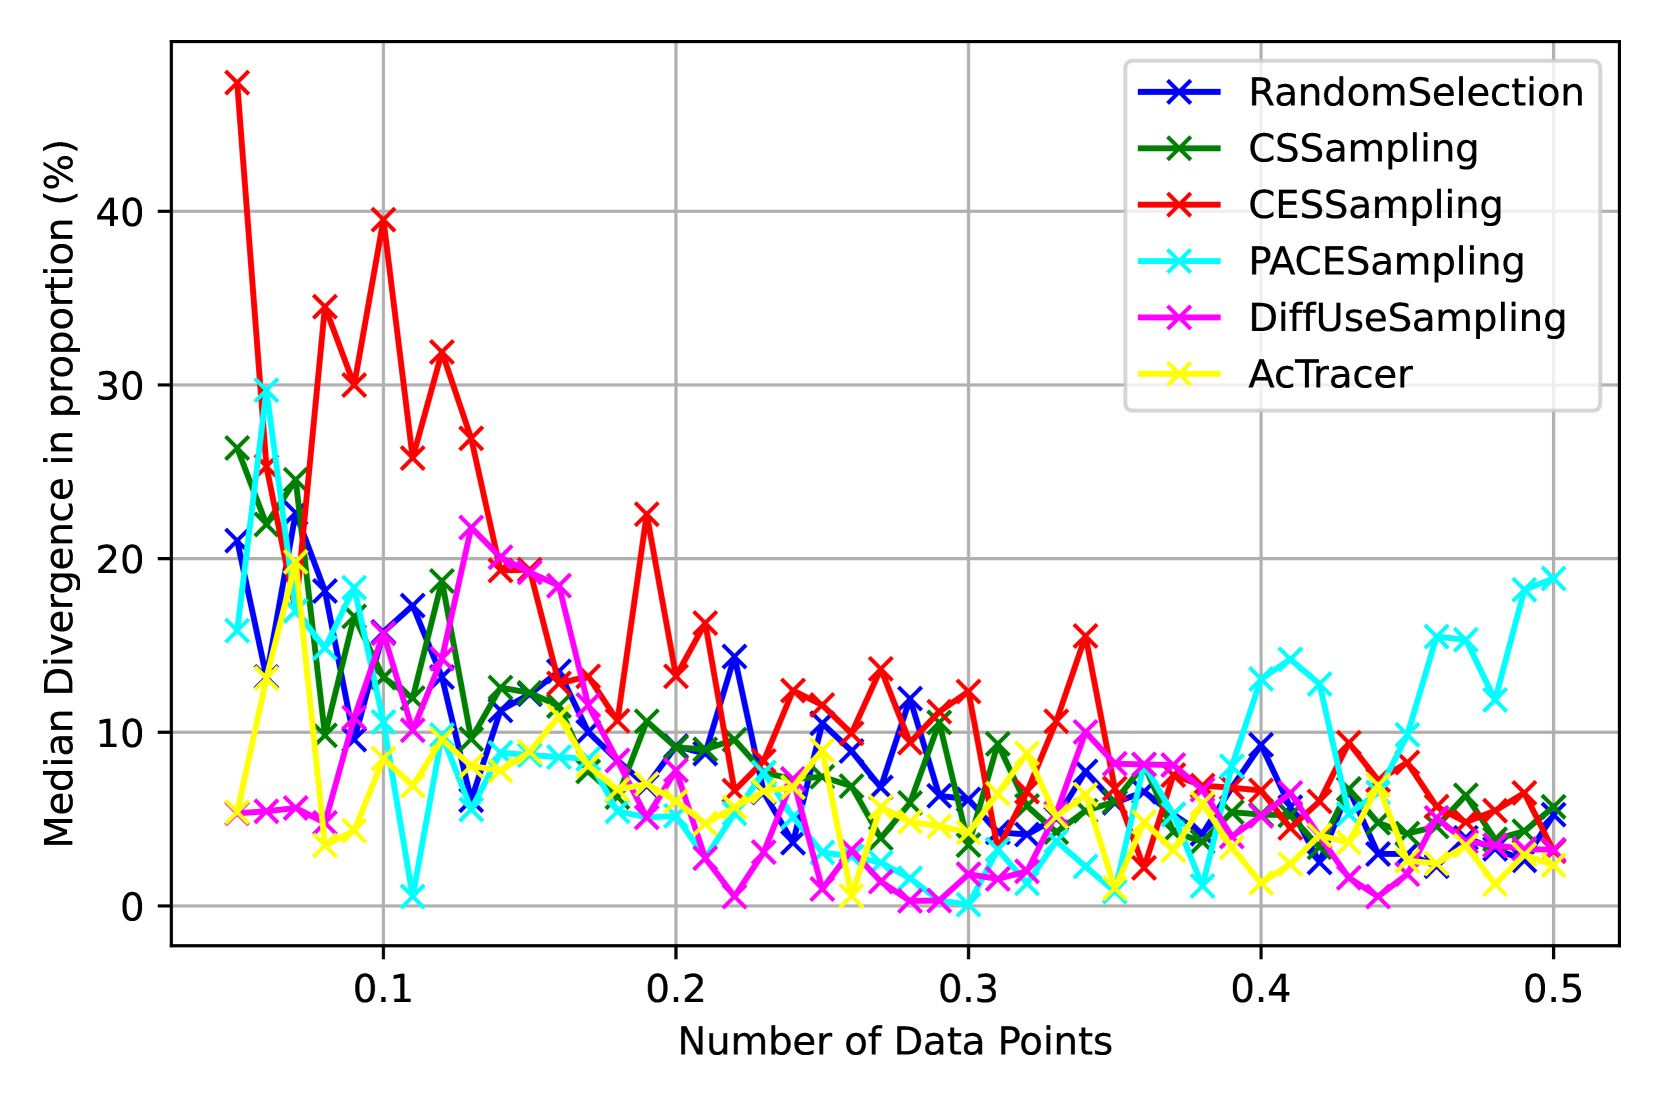 Median Divergence in proportion (%)
40
30
20
10
0
RandomSelection
CSSampling
CESSampling
PACESampling
DiffUseSampling
AcTracer
0.1
0.2
0.3
0.4
0.5
Number of Data Points